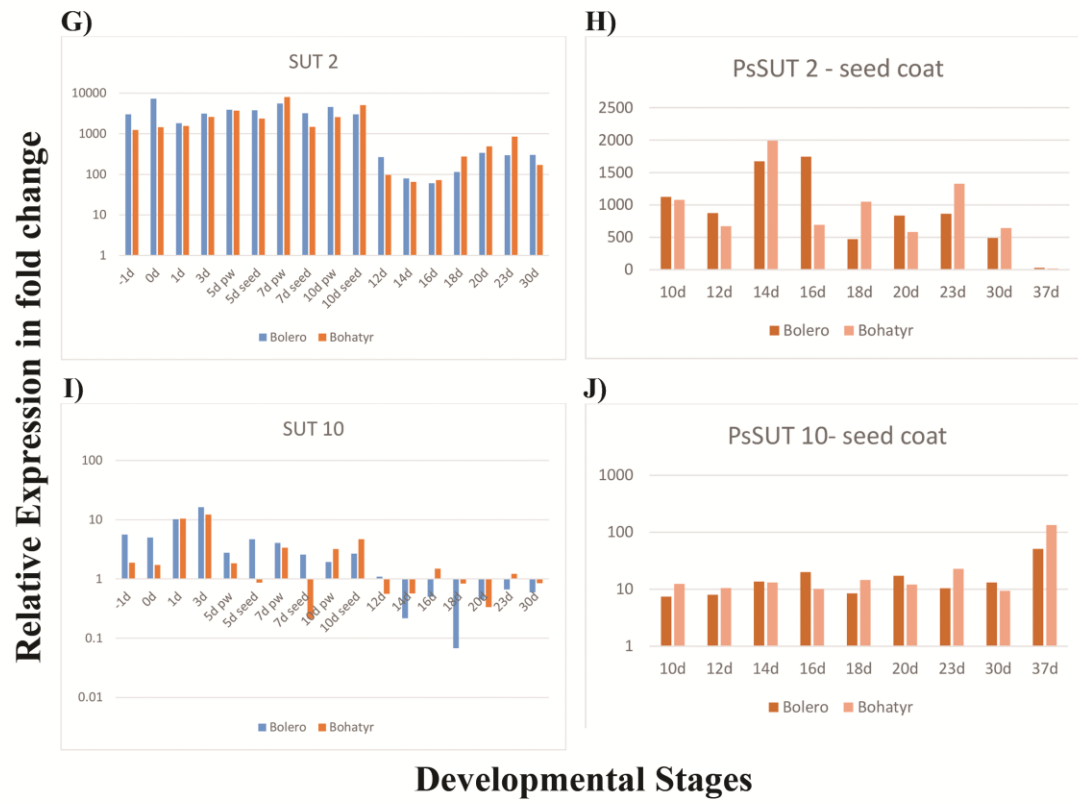 G)
SUT 2
10000
1000
100
10
1
-1d 0d 1d 3d 5d pw 5d seed 7d pw 7d seed 10d pw 10d seed 12d 14d 16d 18d 20d 23d 30d
Bolero Bohatyr
H)
PsSUT 2 - seed coat
2500
2000
1500
1000
500
0
10d 12d 14d 16d 18d 20d 23d 30d 37d
Bolero Bohatyr
Relative Expression in fold change
I)
SUT 10
100
10
1
0.1
0.01
-1d 0d 1d 3d 5d pw 5d seed 7d pw 7d seed 10d pw 10d seed 12d 14d 16d 18d 20d 23d 30d
Bolero Bohatyr
J)
PsSUT 10- seed coat
1000
100
10
1
10d 12d 14d 16d 18d 20d 23d 30d 37d
Bolero Bohatyr
Developmental Stages